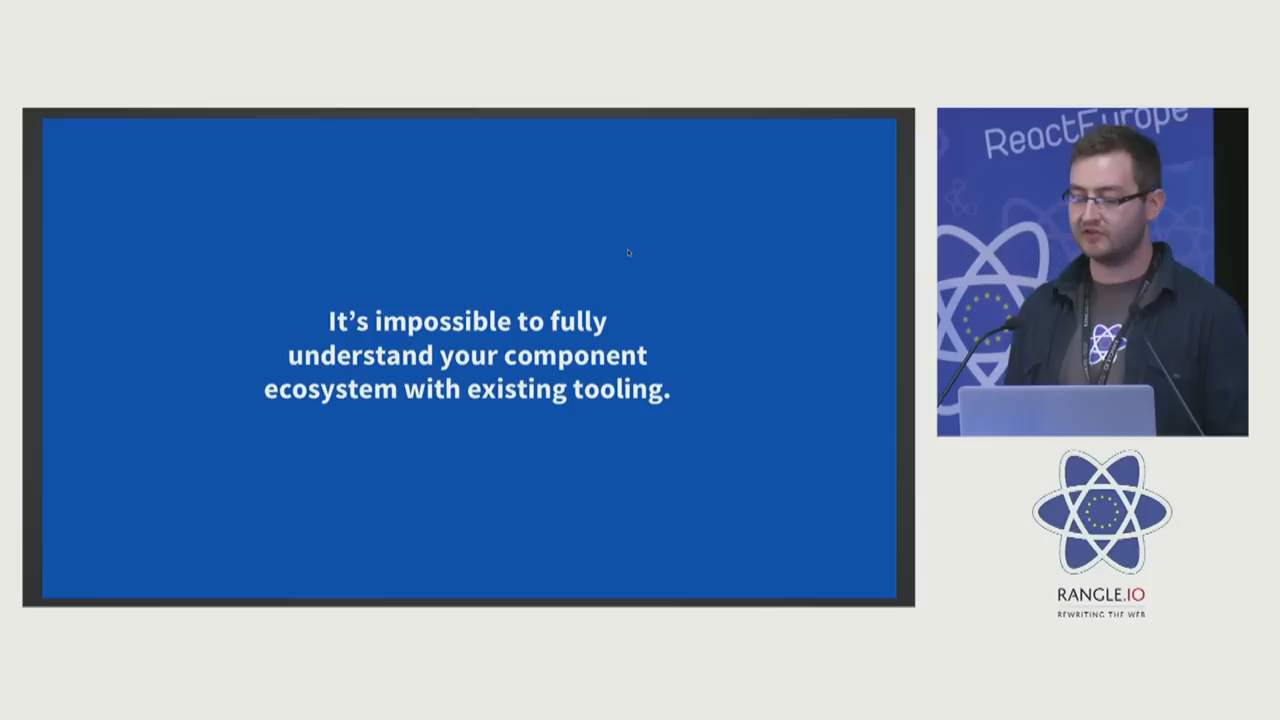 It's impossible to fully
understand your component
ecosystem with existing tooling.
ReactEurope
RANGLE.IO
REWRITING THE WEB